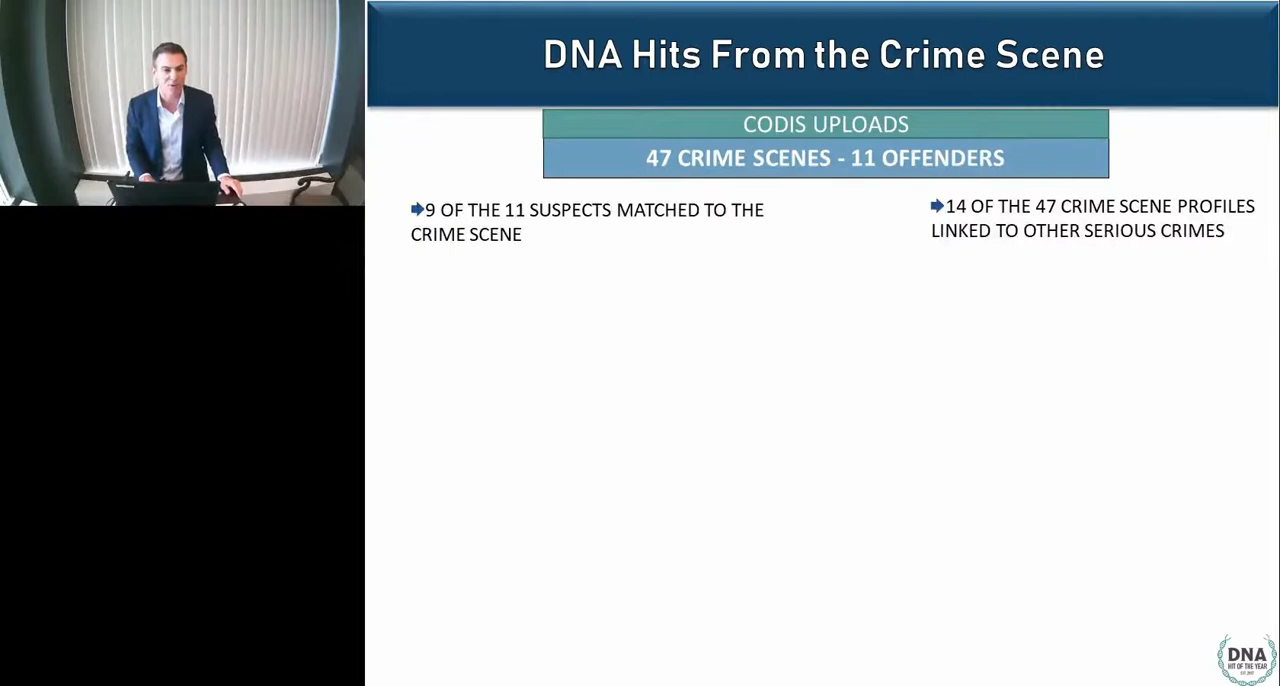 DNA Hits From the Crime Scene
CODIS UPLOADS
47 CRIME SCENES - 11 OFFENDERS
9 OF THE 11 SUSPECTS MATCHED TO THE
CRIME SCENE
14 OF THE 47 CRIME SCENE PROFILES
LINKED TO OTHER SERIOUS CRIMES
DNA
HIT OF THE YEAR